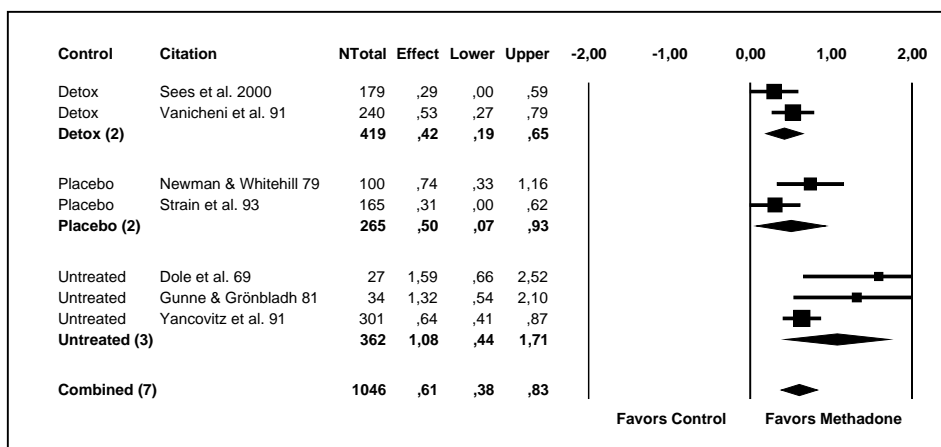 Control Citation NTotal Effect Lower Upper -2,00 -1,00 0,00 1,00 2,00
Detox Sees et al. 2000 179 ,29 ,00 ,59
Detox Vanicheni et al. 91 240 ,53 ,27 ,79
Detox (2) 419 ,42 ,19 ,65
Placebo Newman & Whitehill 79 100 ,74 ,33 1,16
Placebo Strain et al. 93 165 ,31 ,00 ,62
Placebo (2) 265 ,50 ,07 ,93
Untreated Dole et al. 69 27 1,59 ,66 2,52
Untreated Gunne & Grönbladh 81 34 1,32 ,54 2,10
Untreated Yancovitz et al. 91 301 ,64 ,41 ,87
Untreated (3) 362 1,08 ,44 1,71
Combined (7) 1046 ,61 ,38 ,83
Favors Control Favors Methadone